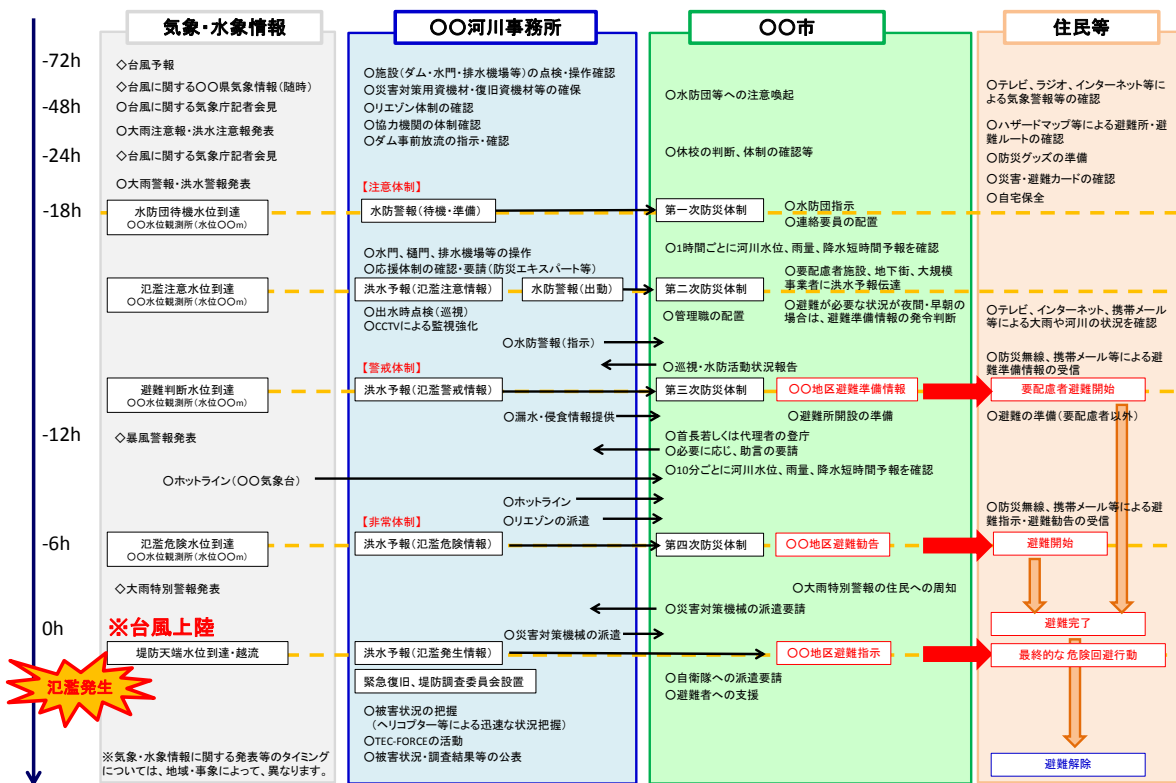 気象・水象情報
〇〇河川事務所
〇〇市
住民等
-72h
-48h
-24h
-18h
-12h
-6h
0h
氾濫発生
◇台風予報
◇台風に関する〇〇県気象情報(随時)
○台風に関する気象庁記者会見
○大雨注意報・洪水注意報発表
◇台風に関する気象庁記者会見
○大雨警報・洪水警報発表
水防団待機水位到達
〇〇水位観測所(水位〇〇m)
氾濫注意水位到達
〇〇水位観測所(水位〇〇m)
避難判断水位到達
〇〇水位観測所(水位〇〇m)
◇暴風警報発表
○ホットライン(〇〇気象台)
氾濫危険水位到達
〇〇水位観測所(水位〇〇m)
◇大雨特別警報発表
※台風上陸
堤防天端水位到達・越流
※気象・水象情報に関する発表等のタイミング
については、地域・事象によって、異なります。
○施設(ダム・水門・排水機場等)の点検・操作確認
○災害対策用資機材・復旧資機材等の確保
○リエゾン体制の確認
○協力機関の体制確認
○ダム事前放流の指示・確認
【注意体制】
水防警報(待機・準備)
○水門、樋門、排水機場等の操作
○応援体制の確認・要請(防災エキスパート等)
洪水予報(氾濫注意情報)
水防警報(出動)
○出水時点検(巡視)
○CCTVによる監視強化
○水防警報(指示)
【警戒体制】
洪水予報(氾濫警戒情報)
○漏水・侵食情報提供
○ホットライン
○リエゾンの派遣
【非常体制】
洪水予報(氾濫危険情報)
○災害対策機械の派遣
洪水予報(氾濫発生情報)
緊急復旧、堤防調査委員会設置
○被害状況の把握
(ヘリコプター等による迅速な状況把握)
○TEC-FORCEの活動
○被害状況・調査結果等の公表
○水防団等への注意喚起
○休校の判断、体制の確認等
第一次防災体制
○水防団指示
○連絡要員の配置
○1時間ごとに河川水位、雨量、降水短時間予報を確認
○要配慮者施設、地下街、大規模
事業者に洪水予報伝達
第二次防災体制
○管理職の配置
○避難が必要な状況が夜間・早朝の
場合は、避難準備情報の発令判断
○巡視・水防活動状況報告
第三次防災体制
〇〇地区避難準備情報
○避難所開設の準備
○首長若しくは代理者の登庁
○必要に応じ、助言の要請
○10分ごとに河川水位、雨量、降水短時間予報を確認
第四次防災体制
〇〇地区避難勧告
○大雨特別警報の住民への周知
○災害対策機械の派遣要請
〇〇地区避難指示
○自衛隊への派遣要請
○避難者への支援
○テレビ、ラジオ、インターネット等に
よる気象警報等の確認
○ハザードマップ等による避難所・避
難ルートの確認
○防災グッズの準備
○災害・避難カードの確認
○自宅保全
○テレビ、インターネット、携帯メール
等による大雨や河川の状況を確認
○防災無線、携帯メール等による避
難準備情報の受信
要配慮者避難開始
○避難の準備(要配慮者以外)
○防災無線、携帯メール等による避
難指示・避難勧告の受信
避難開始
避難完了
最終的な危険回避行動
避難解除